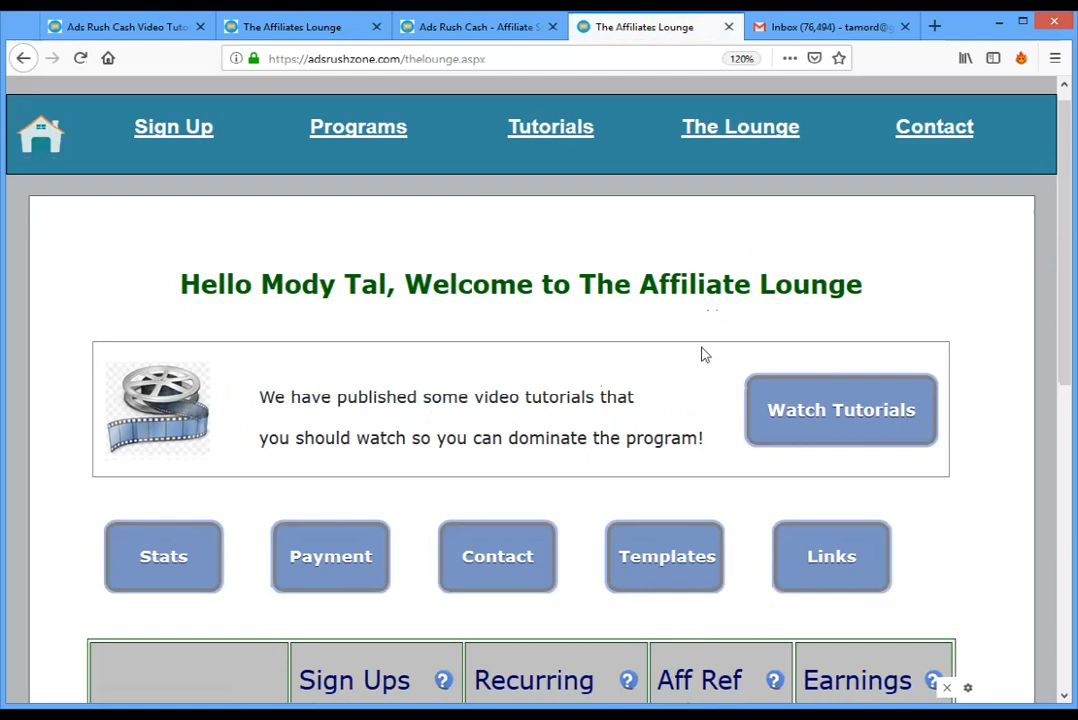 Ads Rush Cash Video Tuto
The Affiliates Lounge
Ads Rush Cash - Affiliate S
The Affiliates Lounge
Inbox (76,494) - tamord@g
https://adsrushzone.com/thelounge.aspx
120%
Sign Up
Programs
Tutorials
The Lounge
Contact
Hello Mody Tal, Welcome to The Affiliate Lounge
We have published some video tutorials that
you should watch so you can dominate the program!
Watch Tutorials
Stats
Payment
Contact
Templates
Links
Sign Ups
Recurring
Aff Ref
Earnings